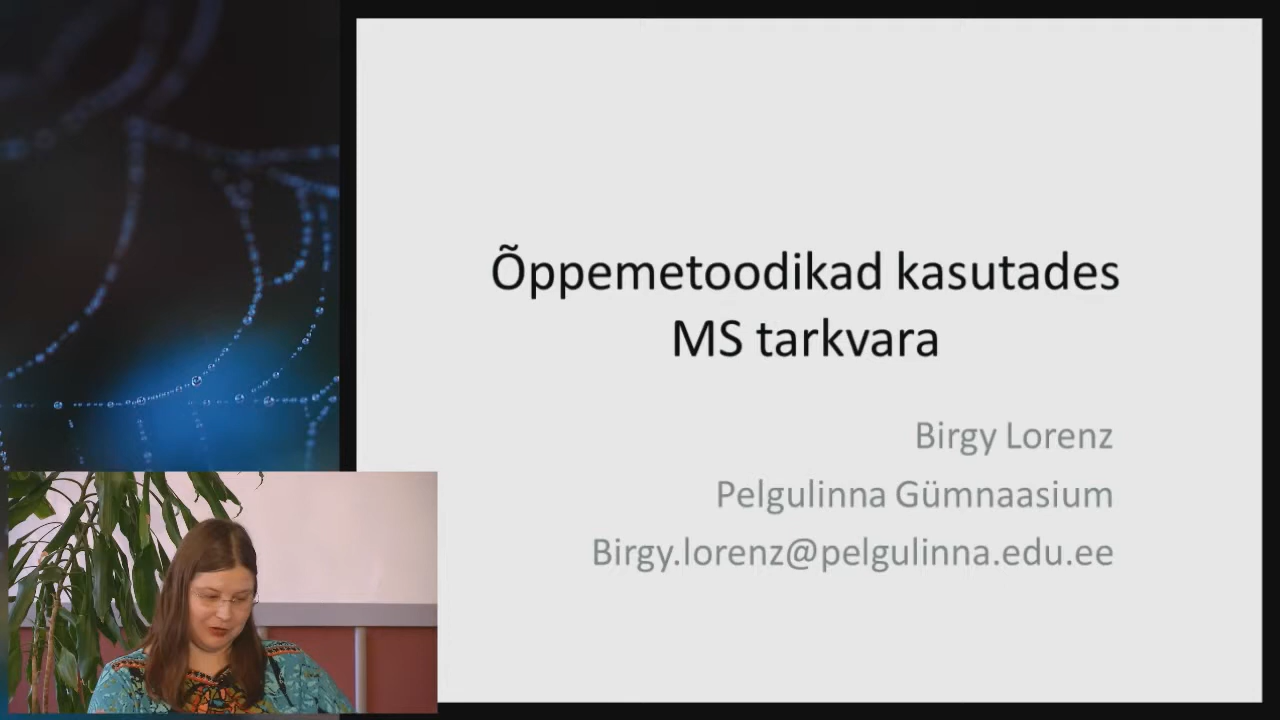 Õppemetoodikad kasutades
MS tarkvara
Birgy Lorenz
Pelgulinna Gümnaasium
Birgy.lorenz@pelgulinna.edu.ee